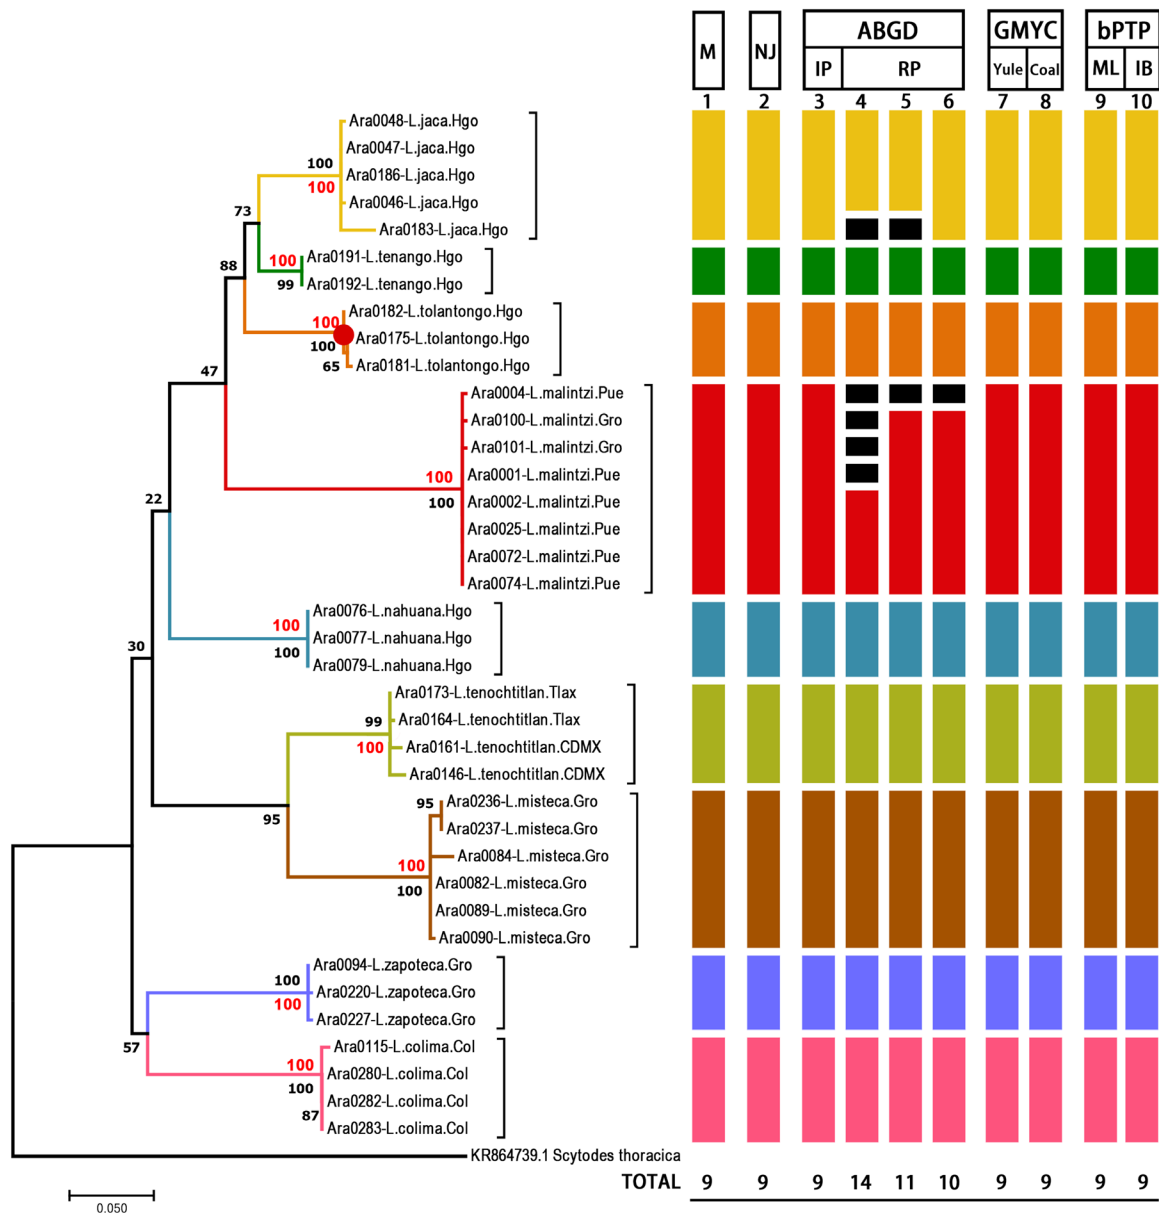 M NJ ABGD GMYC bPTP
IP RP Yule Coal ML IB
1 2 3 4 5 6 7 8 9 10
Ara0048-L.jaca.Hgo
Ara0047-L.jaca.Hgo
100
Ara0186-L.jaca.Hgo
100
Ara0046-L.jaca.Hgo
73
Ara0183-L.jaca.Hgo
100
Ara0191-L.tenango.Hgo
88
99
Ara0192-L.tenango.Hgo
Ara0182-L.tolantongo.Hgo
100
Ara0175-L.tolantongo.Hgo
100
65
Ara0181-L.tolantongo.Hgo
47
Ara0004-L.malintzi.Pue
Ara0100-L.malintzi.Gro
Ara0101-L.malintzi.Gro
100
Ara0001-L.malintzi.Pue
22
100
Ara0002-L.malintzi.Pue
Ara0025-L.malintzi.Pue
Ara0072-L.malintzi.Pue
Ara0074-L.malintzi.Pue
Ara0076-L.nahuana.Hgo
100
Ara0077-L.nahuana.Hgo
30
100
Ara0079-L.nahuana.Hgo
Ara0173-L.tenochtitlan.Tlax
99
Ara0164-L.tenochtitlan.Tlax
100
Ara0161-L.tenochtitlan.CDMX
Ara0146-L.tenochtitlan.CDMX
95
Ara0236-L.misteca.Gro
95
Ara0237-L.misteca.Gro
Ara0084-L.misteca.Gro
100
Ara0082-L.misteca.Gro
100
Ara0089-L.misteca.Gro
Ara0090-L.misteca.Gro
Ara0094-L.zapoteca.Gro
100
Ara0220-L.zapoteca.Gro
100
Ara0227-L.zapoteca.Gro
57
Ara0115-L.colima.Col
100
Ara0280-L.colima.Col
100
Ara0282-L.colima.Col
87
Ara0283-L.colima.Col
KR864739.1 Scytodes thoracica
TOTAL 9 9 9 14 11 10 9 9 9 9
0.050